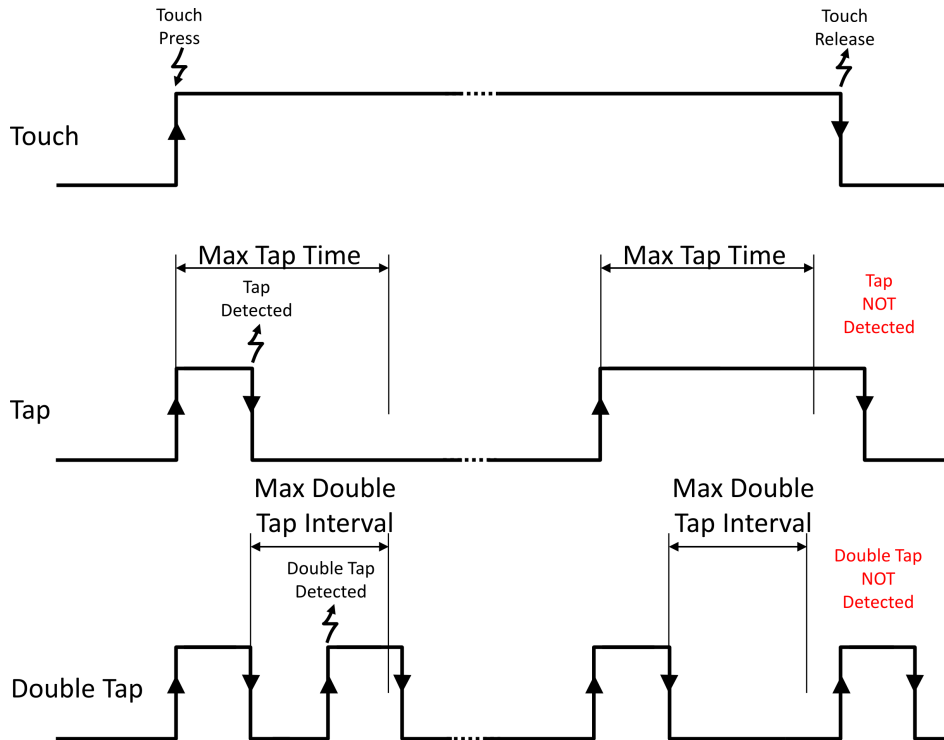 Touch
Press
Touch
Release
Touch
Max Tap Time
Max Tap Time
Tap
Detected
Tap
NOT
Detected
Tap
Max Double
Tap Interval
Max Double
Tap Interval
Double Tap
Detected
Double Tap
NOT
Detected
Double Tap